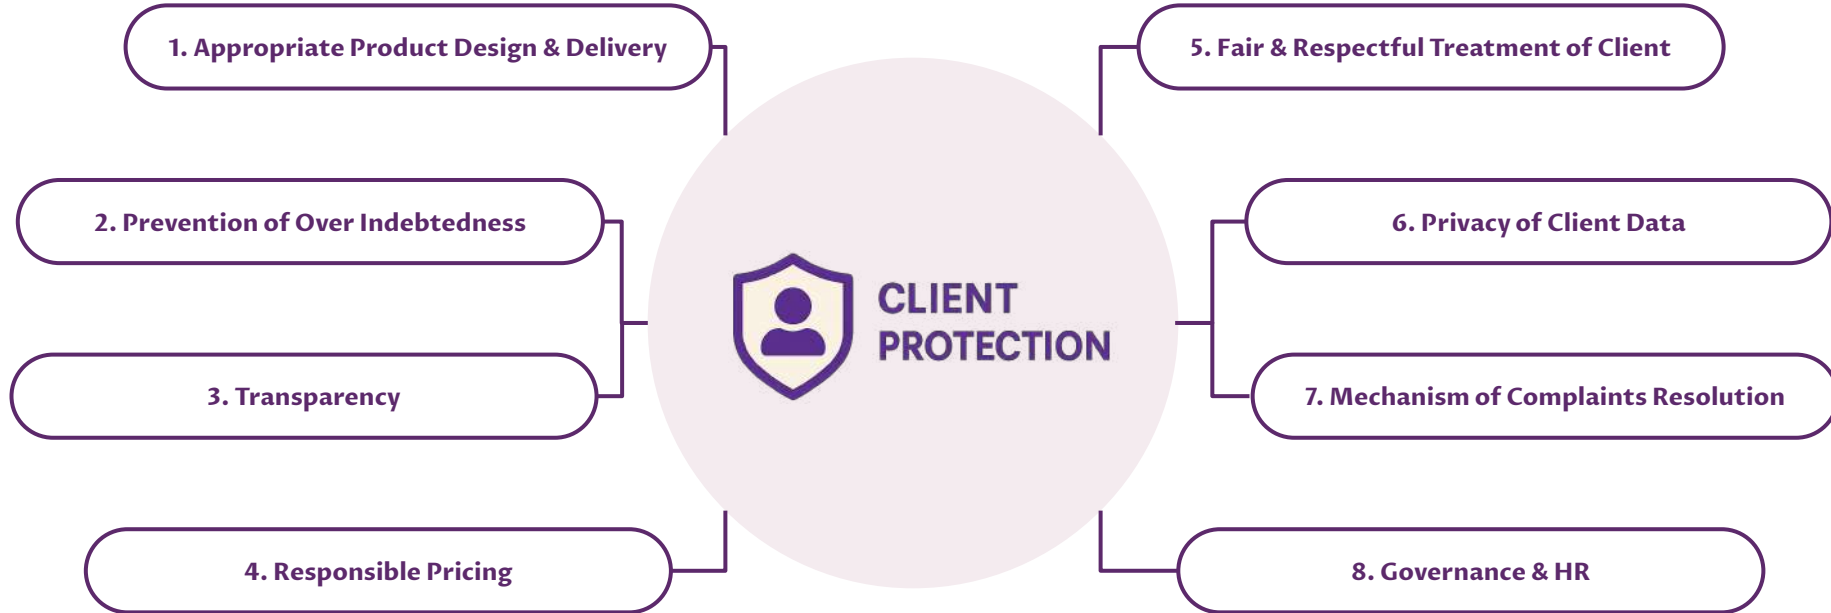 1. Appropriate Product Design & Delivery
2. Prevention of Over Indebtedness
3. Transparency
4. Responsible Pricing
CLIENT
PROTECTION
5. Fair & Respectful Treatment of Client
6. Privacy of Client Data
7. Mechanism of Complaints Resolution
8. Governance & HR